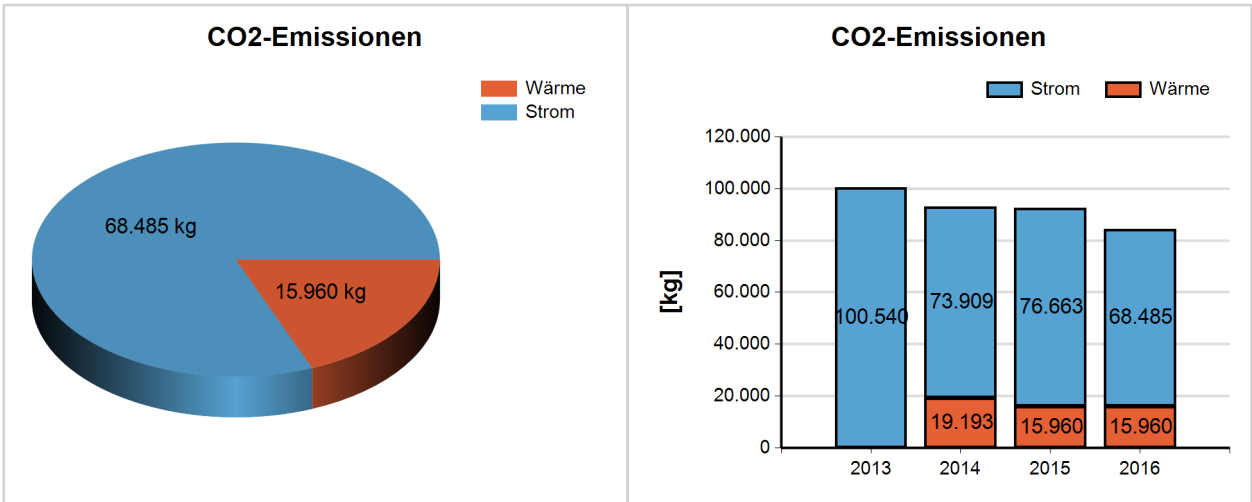 CO2-Emissionen
Wärme
Strom
68.485 kg
15.960 kg
CO2-Emissionen
Strom Wärme
120.000
100.000
80.000
60.000
40.000
20.000
0
[kg]
100.540
73.909
76.663
68.485
19.193
15.960
15.960
2013 2014 2015 2016